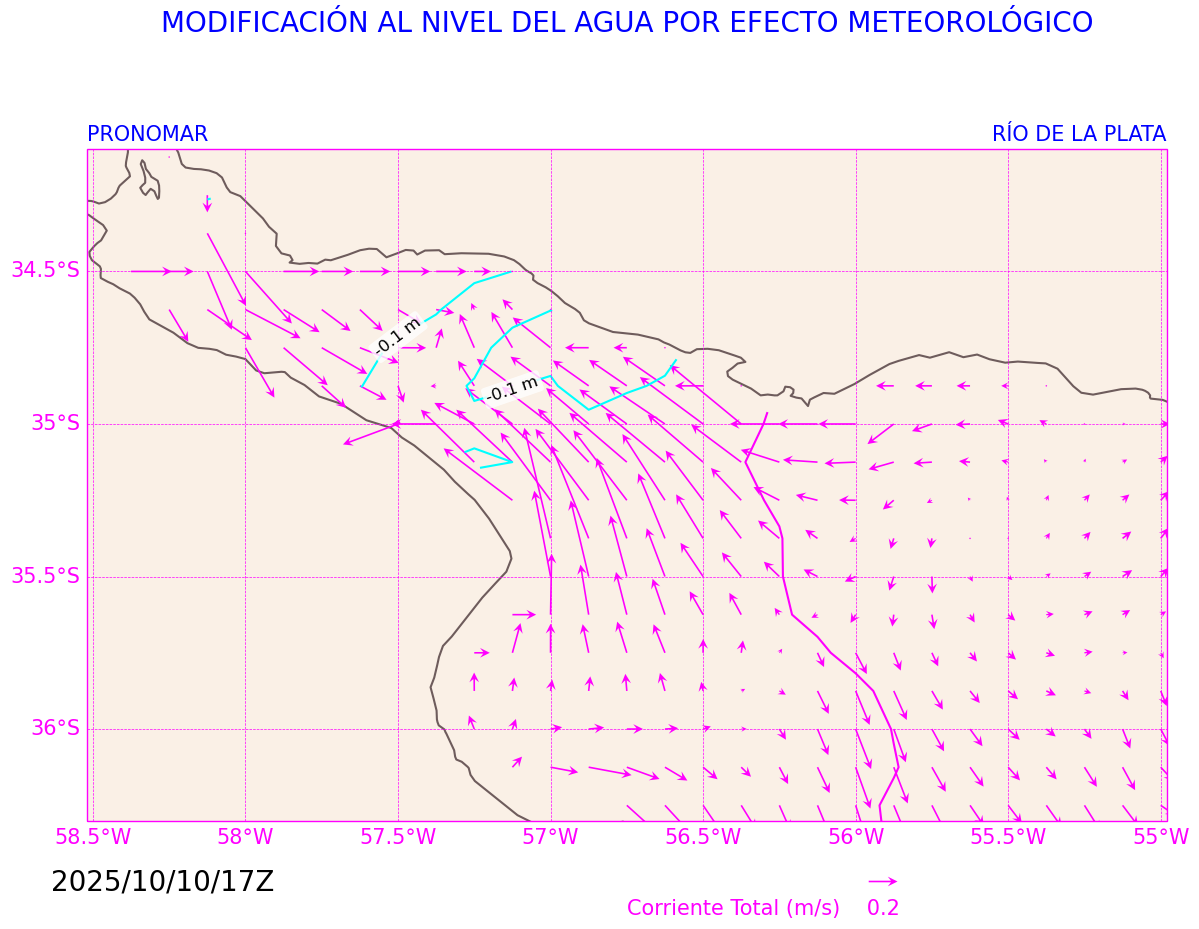 MODIFICACIÓN AL NIVEL DEL AGUA POR EFECTO METEOROLÓGICO
PRONOMAR
RÍO DE LA PLATA
34.5°S
-0.1 m
-0.1 m
35°S
35.5°S
36°S
58.5°W 58°W 57.5°W 57°W 56.5°W 56°W 55.5°W 55°W
2025/10/10/17Z
Corriente Total (m/s) 0.2